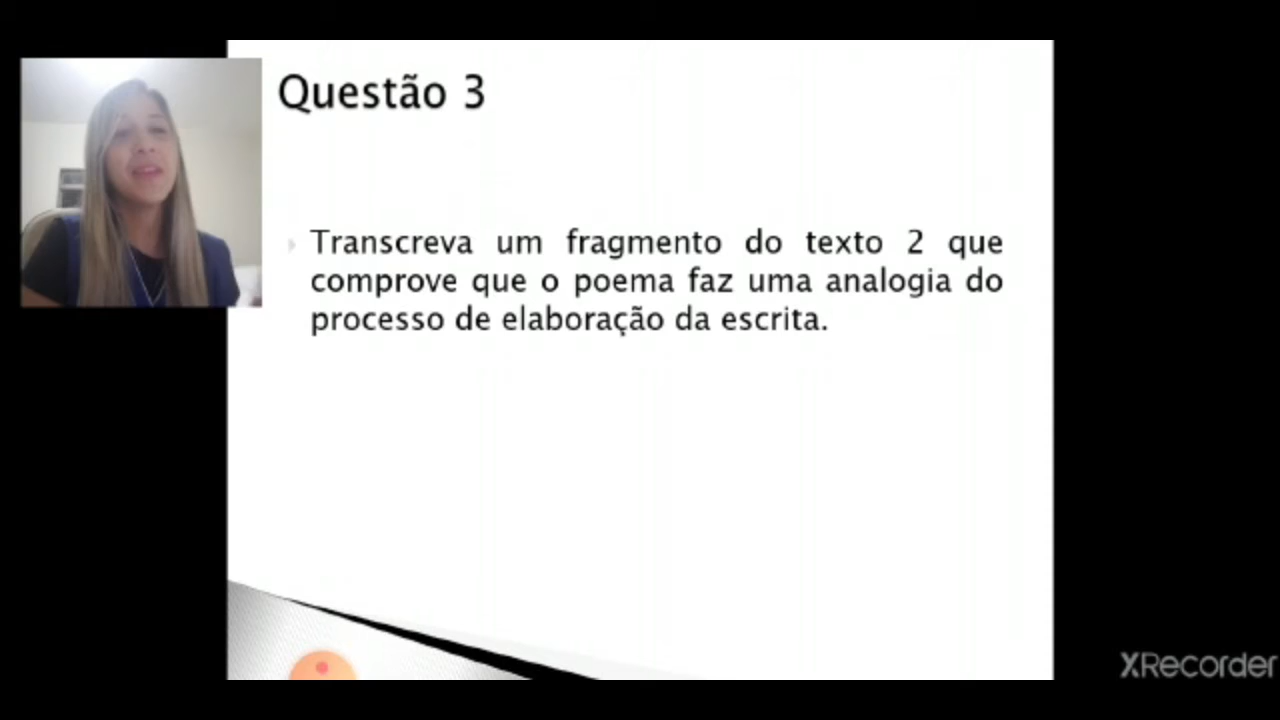 Questão 3
Transcreva um fragmento do texto 2 que
comprove que o poema faz uma analogia do
processo de elaboração da escrita.
XRecorder